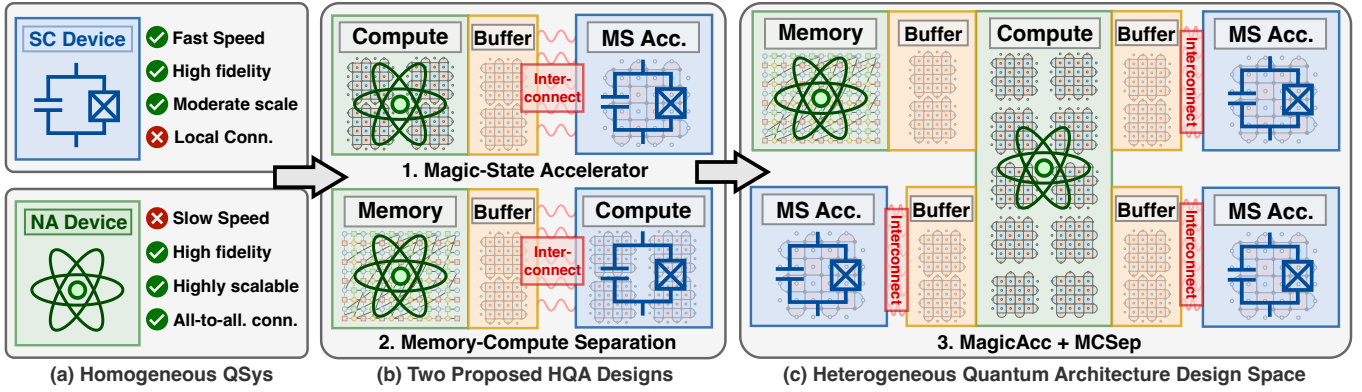 SC Device
Fast Speed
High fidelity
Moderate scale
Local Conn.
NA Device
Slow Speed
High fidelity
Highly scalable
All-to-all. conn.
(a) Homogeneous QSys
Compute
Buffer
Inter-
connect
MS Acc.
1. Magic-State Accelerator
Memory
Buffer
Inter-
connect
Compute
2. Memory-Compute Separation
(b) Two Proposed HQA Designs
Memory
Buffer
Compute
Buffer
Interconnect
MS Acc.
MS Acc.
Interconnect
Buffer
Buffer
Interconnect
MS Acc.
3. MagicAcc + MCSep
(c) Heterogeneous Quantum Architecture Design Space